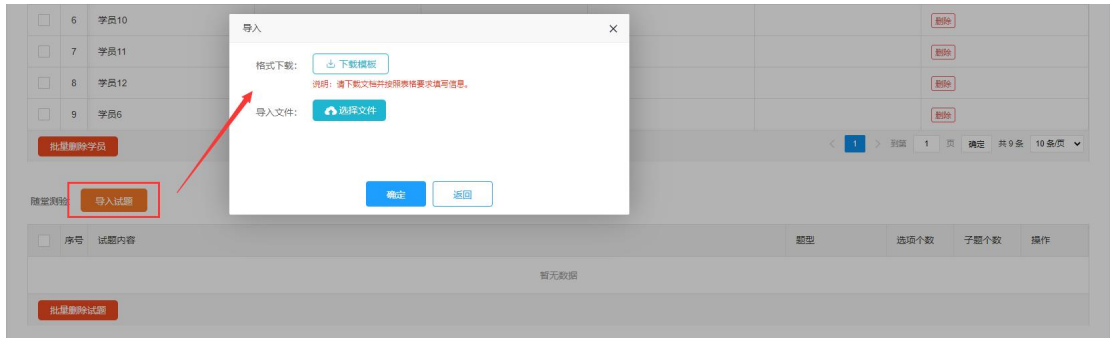 6 学员10 删除
7 学员11 删除
8 学员12 删除
9 学员6 删除
批量删除学员 < 1 > 到第 1 页 确定 共9条 10条/页
导入
格式下载： 下载模板
说明：请下载文档并按照表格要求填写信息。
导入文件： 选择文件
确定 返回
随堂测验 导入试题
序号 试题内容 题型 选项个数 子题个数 操作
暂无数据
批量删除试题